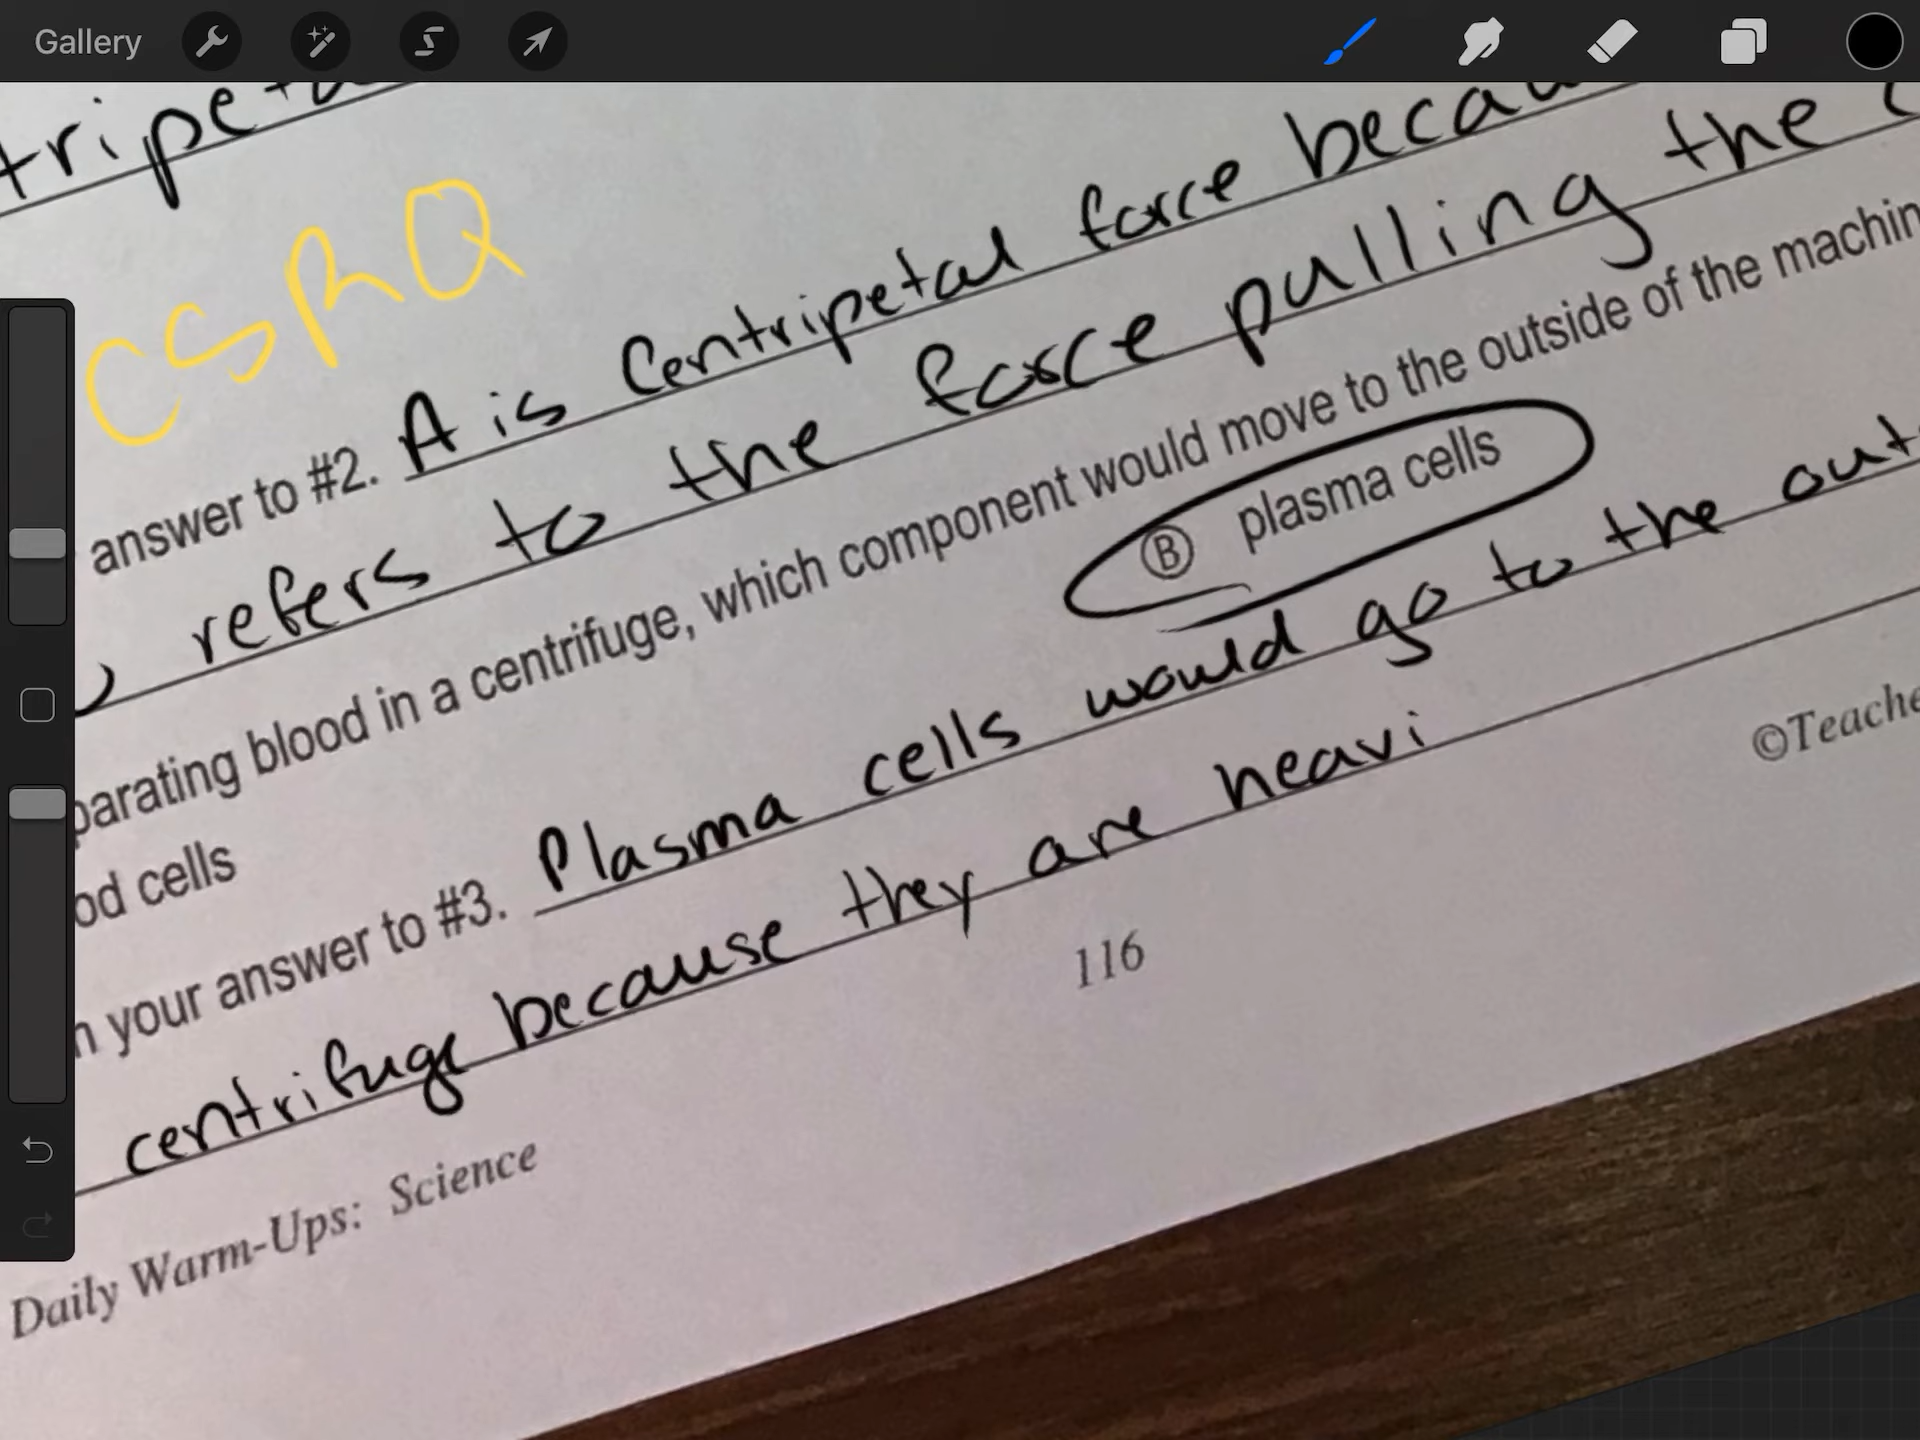 Gallery
tripeta
CSRQ
answer to #2. A is Centripetal force becau
refers to the force pulling the
parating blood in a centrifuge, which component would move to the outside of the machin
od cells B plasma cells
n your answer to #3. Plasma cells would go to the out
centrifuge because they are heavi
116 ©Teache
Daily Warm-Ups: Science